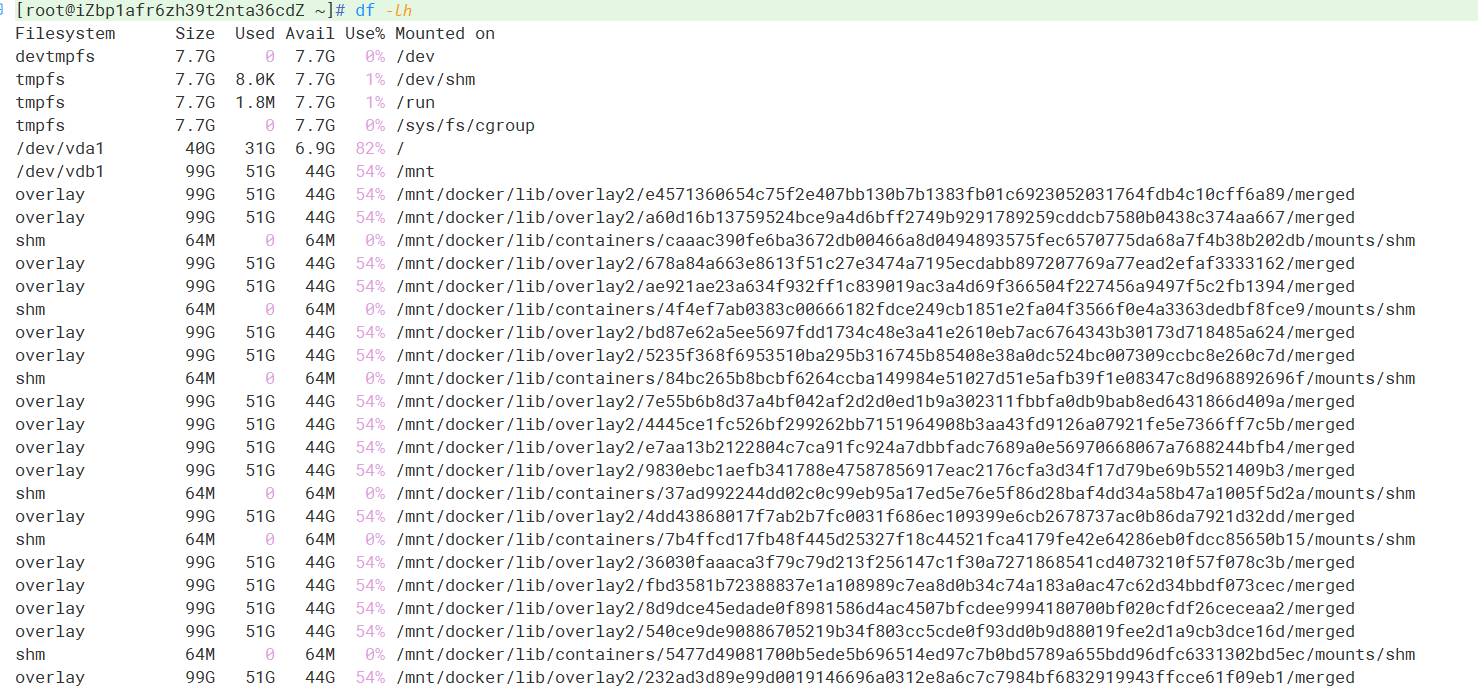 [root@iZbp1afr6zh39t2nta36cdZ ~]# df -lh
Filesystem      Size  Used Avail Use% Mounted on
devtmpfs        7.7G     0  7.7G   0% /dev
tmpfs           7.7G  8.0K  7.7G   1% /dev/shm
tmpfs           7.7G  1.8M  7.7G   1% /run
tmpfs           7.7G     0  7.7G   0% /sys/fs/cgroup
/dev/vda1        40G   31G  6.9G  82% /
/dev/vdb1        99G   51G   44G  54% /mnt
overlay          99G   51G   44G  54% /mnt/docker/lib/overlay2/e4571360654c75f2e407bb130b7b1383fb01c6923052031764fdb4c10cff6a89/merged
overlay          99G   51G   44G  54% /mnt/docker/lib/overlay2/a60d16b13759524bce9a4d6bff2749b9291789259cddcb7580b0438c374aa667/merged
shm              64M     0   64M   0% /mnt/docker/lib/containers/caaac390fe6ba3672db00466a8d0494893575fec6570775da68a7f4b38b202db/mounts/shm
overlay          99G   51G   44G  54% /mnt/docker/lib/overlay2/678a84a663e8613f51c27e3474a7195ecdabb897207769a77ead2efaf3333162/merged
overlay          99G   51G   44G  54% /mnt/docker/lib/overlay2/ae921ae23a634f932ff1c839019ac3a4d69f366504f227456a9497f5c2fb1394/merged
shm              64M     0   64M   0% /mnt/docker/lib/containers/4f4ef7ab0383c00666182fdce249cb1851e2fa04f3566f0e4a3363dedbf8fce9/mounts/shm
overlay          99G   51G   44G  54% /mnt/docker/lib/overlay2/bd87e62a5ee5697fdd1734c48e3a41e2610eb7ac6764343b30173d718485a624/merged
overlay          99G   51G   44G  54% /mnt/docker/lib/overlay2/5235f368f6953510ba295b316745b85408e38a0dc524bc007309ccbc8e260c7d/merged
shm              64M     0   64M   0% /mnt/docker/lib/containers/84bc265b8bcbf6264ccba149984e51027d51e5afb39f1e08347c8d968892696f/mounts/shm
overlay          99G   51G   44G  54% /mnt/docker/lib/overlay2/7e55b6b8d37a4bf042af2d2d0ed1b9a302311fbbfa0db9bab8ed6431866d409a/merged
overlay          99G   51G   44G  54% /mnt/docker/lib/overlay2/4445ce1fc526bf299262bb7151964908b3aa43fd9126a07921fe5e7366ff7c5b/merged
overlay          99G   51G   44G  54% /mnt/docker/lib/overlay2/e7aa13b2122804c7ca91fc924a7dbbfadc7689a0e56970668067a7688244bfb4/merged
overlay          99G   51G   44G  54% /mnt/docker/lib/overlay2/9830ebc1aefb341788e47587856917eac2176cfa3d34f17d79be69b5521409b3/merged
shm              64M     0   64M   0% /mnt/docker/lib/containers/37ad992244dd02c0c99eb95a17ed5e76e5f86d28baf4dd34a58b47a1005f5d2a/mounts/shm
overlay          99G   51G   44G  54% /mnt/docker/lib/overlay2/4dd43868017f7ab2b7fc0031f686ec109399e6cb2678737ac0b86da7921d32dd/merged
shm              64M     0   64M   0% /mnt/docker/lib/containers/7b4ffcd17fb48f445d25327f18c44521fca4179fe42e64286eb0fdcc85650b15/mounts/shm
overlay          99G   51G   44G  54% /mnt/docker/lib/overlay2/36030faaaca3f79c79d213f256147c1f30a7271868541cd4073210f57f078c3b/merged
overlay          99G   51G   44G  54% /mnt/docker/lib/overlay2/fbd3581b72388837e1a108989c7ea8d0b34c74a183a0ac47c62d34bbdf073cec/merged
overlay          99G   51G   44G  54% /mnt/docker/lib/overlay2/8d9dce45edade0f8981586d4ac4507bfcdee9994180700bf020cfdf26ceceaa2/merged
overlay          99G   51G   44G  54% /mnt/docker/lib/overlay2/540ce9de90886705219b34f803cc5cde0f93dd0b9d88019fee2d1a9cb3dce16d/merged
shm              64M     0   64M   0% /mnt/docker/lib/containers/5477d49081700b5ede5b696514ed97c7b0bd5789a655bdd96dfc6331302bd5ec/mounts/shm
overlay          99G   51G   44G  54% /mnt/docker/lib/overlay2/232ad3d89e99d0019146696a0312e8a6c7c7984bf6832919943ffcce61f09eb1/merged